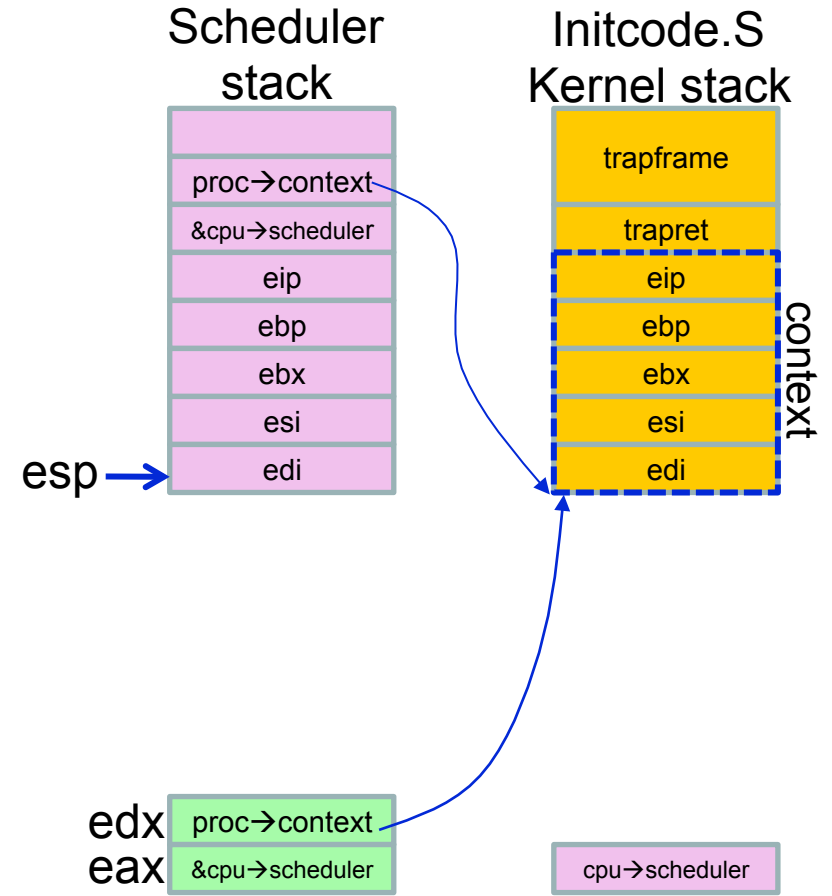 Scheduler
stack
proc→context
&cpu→scheduler
eip
ebp
ebx
esi
edi
esp
Initcode.S
Kernel stack
trapframe
trapret
eip
ebp
ebx
esi
edi
context
edx
proc→context
eax
&cpu→scheduler
cpu→scheduler